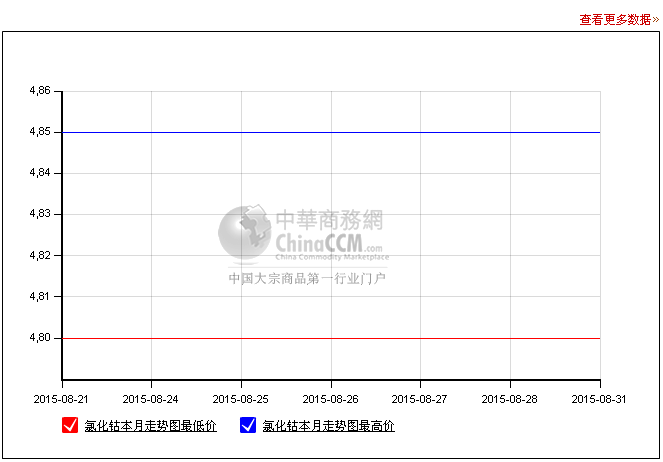 查看更多数据»
4,86
4,85
4,84
4,83
4,82
4,81
4,80
中華商務網
ChinaCCM.com
China Commodity Marketplace
中国大宗商品第一行业门户
2015-08-21 2015-08-24 2015-08-25 2015-08-26 2015-08-27 2015-08-28 2015-08-31
氯化钴本月走势图最低价 氯化钴本月走势图最高价